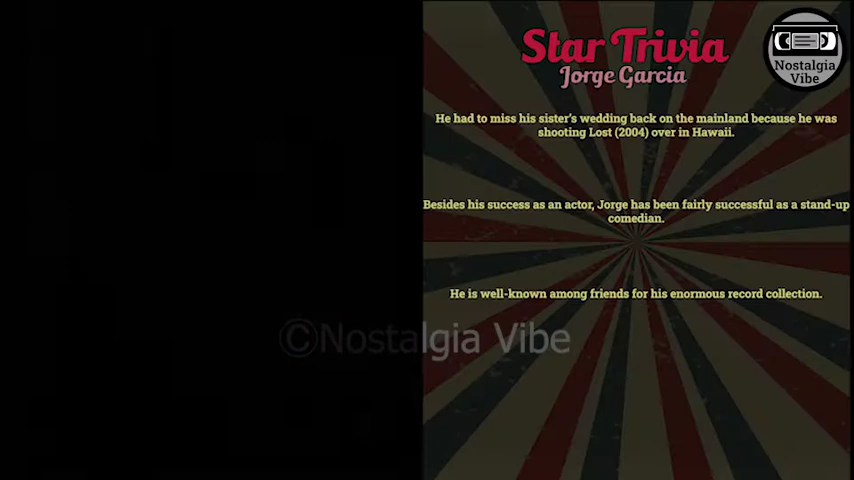 Star Trivia
Jorge Garcia
Nostalgia
Vibe
He had to miss his sister's wedding back on the mainland because he was
shooting Lost (2004) over in Hawaii.
Besides his success as an actor, Jorge has been fairly successful as a stand-up
comedian.
He is well-known among friends for his enormous record collection.
©Nostalgia Vibe